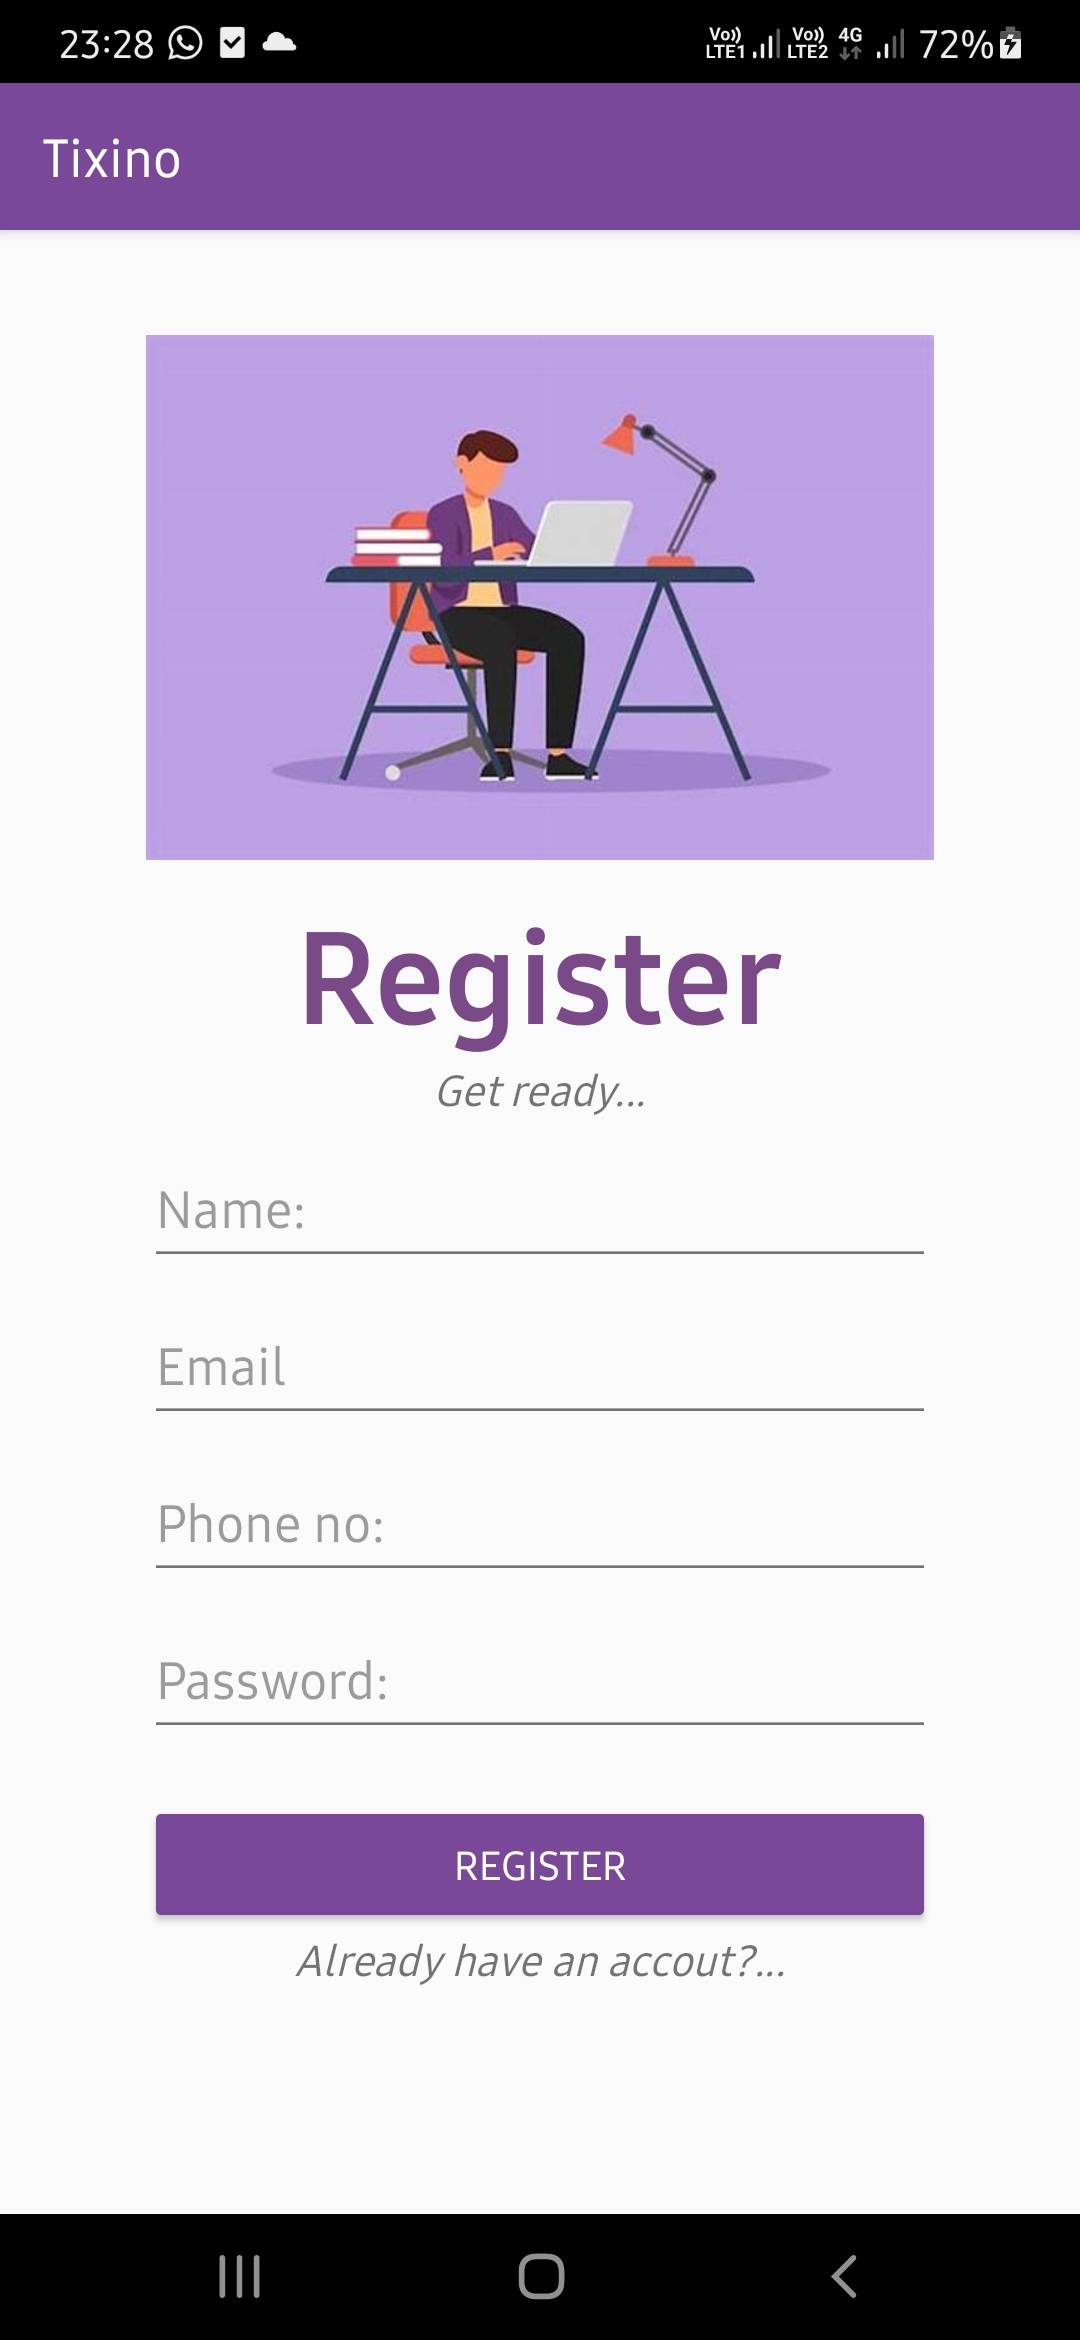 23:28
Vo)) LTE1 Vo)) LTE2 4G 72%
Tixino
Register
Get ready...
Name:
Email
Phone no:
Password:
REGISTER
Already have an accout?...